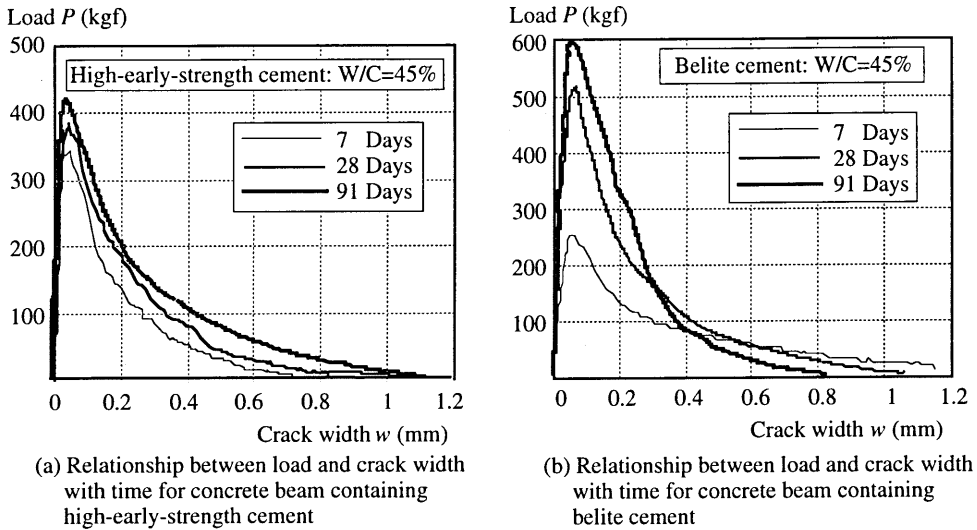 Load P (kgf)
500
400
300
200
100
High-early-strength cement: W/C=45%
7 Days
28 Days
91 Days
0 0.2 0.4 0.6 0.8 1 1.2
Crack width w (mm)
(a) Relationship between load and crack width
with time for concrete beam containing
high-early-strength cement
Load P (kgf)
600
500
400
300
200
100
Belite cement: W/C=45%
7 Days
28 Days
91 Days
0 0.2 0.4 0.6 0.8 1 1.2
Crack width w (mm)
(b) Relationship between load and crack width
with time for concrete beam containing
belite cement